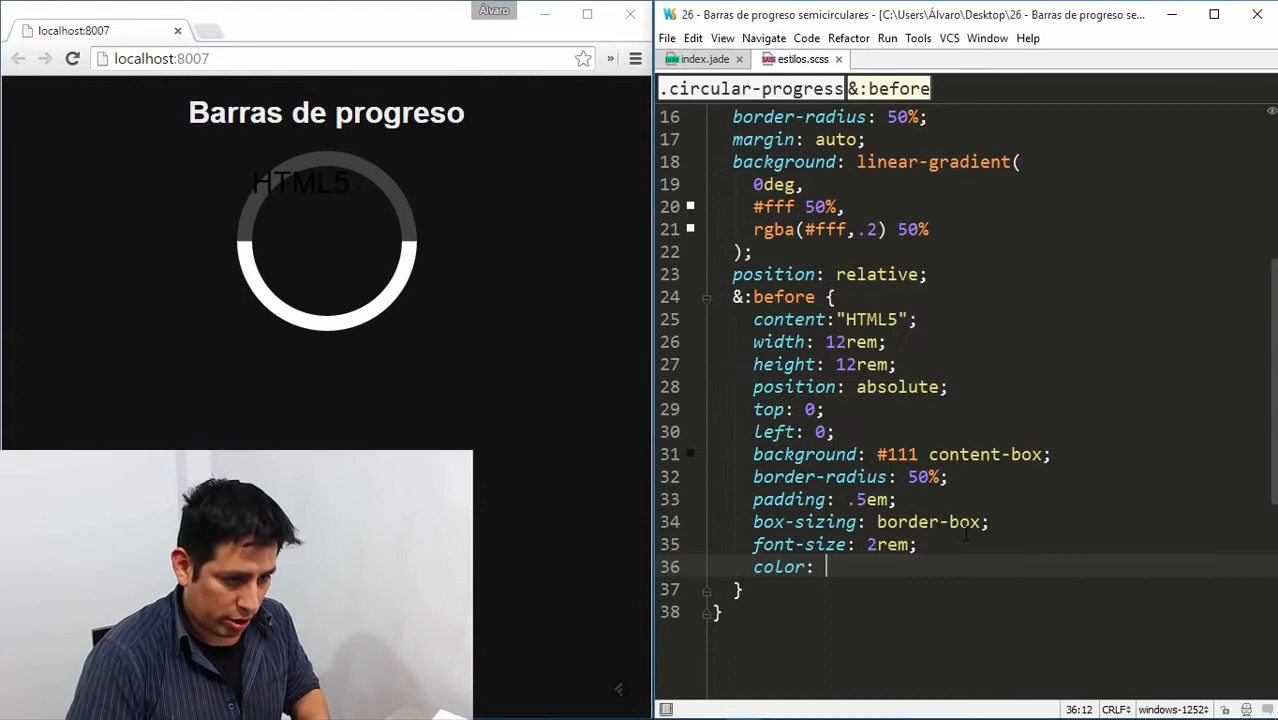 Álvaro
localhost:8007
localhost:8007
»
Barras de progreso
HTML5
26 - Barras de progreso semicirculares - [C:\Users\Álvaro\Desktop\26 - Barras de progreso se...
File Edit View Navigate Code Refactor Run Tools VCS Window Help
index.jade
estilos.scss
.circular-progress &:before
16 border-radius: 50%;
17 margin: auto;
18 background: linear-gradient(
19 0deg,
20 #fff 50%,
21 rgba(#fff,.2) 50%
22 );
23 position: relative;
24 &:before {
25 content:"HTML5";
26 width: 12rem;
27 height: 12rem;
28 position: absolute;
29 top: 0;
30 left: 0;
31 background: #111 content-box;
32 border-radius: 50%;
33 padding: .5em;
34 box-sizing: border-box;
35 font-size: 2rem;
36 color:
37 }
38 }
36:12 CRLF windows-1252